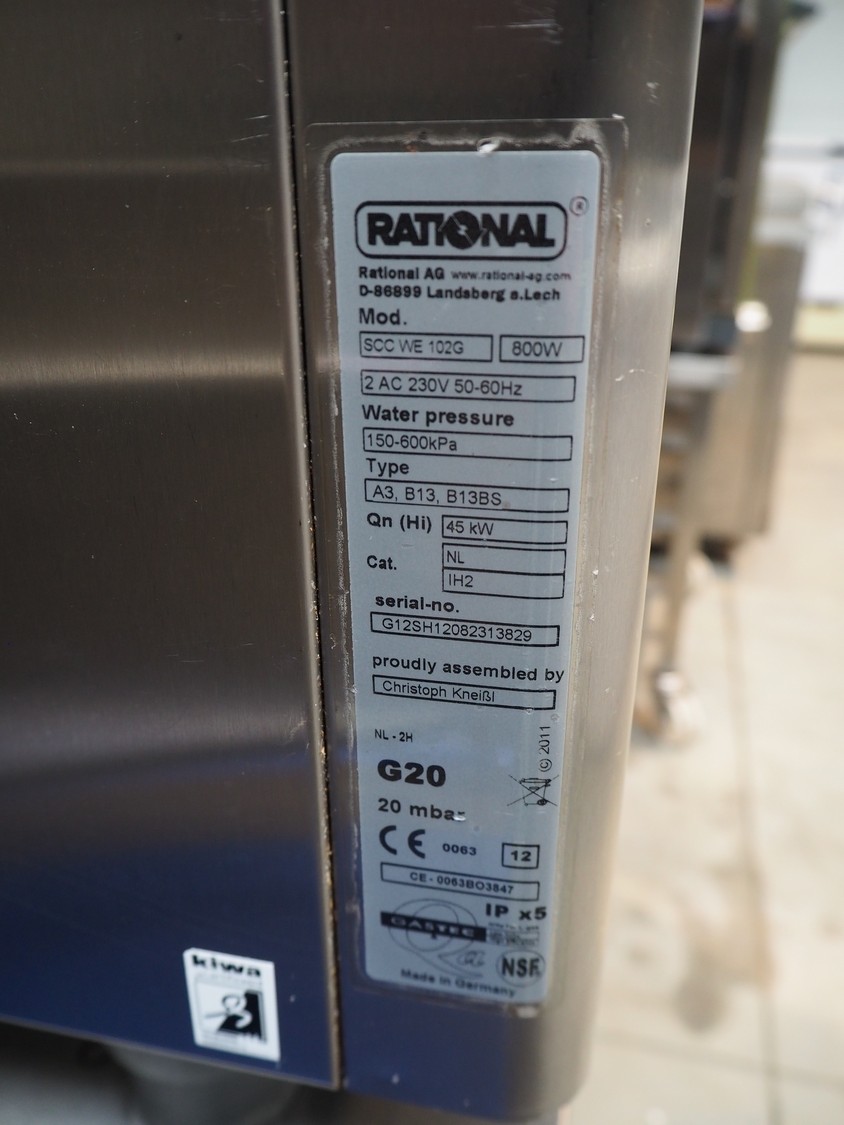 RATIONAL ®
Rational AG www.rational-ag.com
D-86899 Landsberg a.Lech
Mod.
SCC WE 102G 800W
2 AC 230V 50-60Hz
Water pressure
150-600kPa
Type
A3, B13, B13BS
Qn (Hi) 45 kW
Cat. NL
IH2
serial-no.
G12SH12082313829
proudly assembled by
Christoph Kneißl
NL - 2H
(c) 2011
G20
20 mbar
CE 0063 12
CE - 0063BO3847
IP x5
GASTEC
QA
NSF
Made in Germany
kiwa